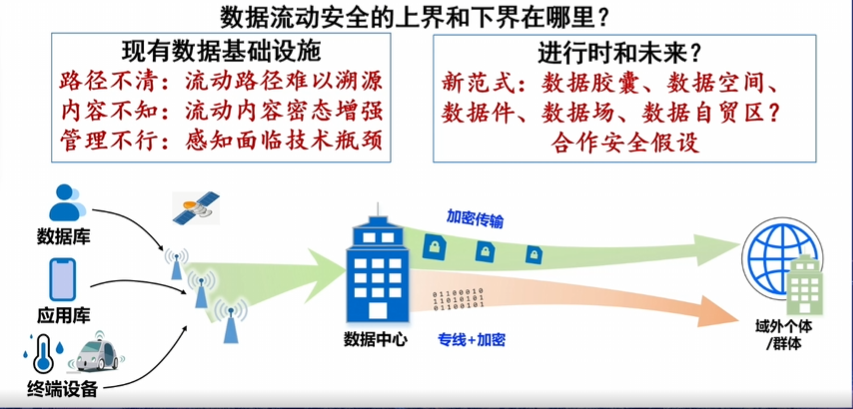 数据流动安全的上界和下界在哪里？
现有数据基础设施
路径不清：流动路径难以溯源
内容不知：流动内容密态增强
管理不行：感知面临技术瓶颈
进行时和未来？
新范式：数据胶囊、数据空间、
数据件、数据场、数据自贸区？
合作安全假设
数据库
应用库
终端设备
数据中心
加密传输
01100010
11010101
01100101
专线+加密
域外个体
/群体